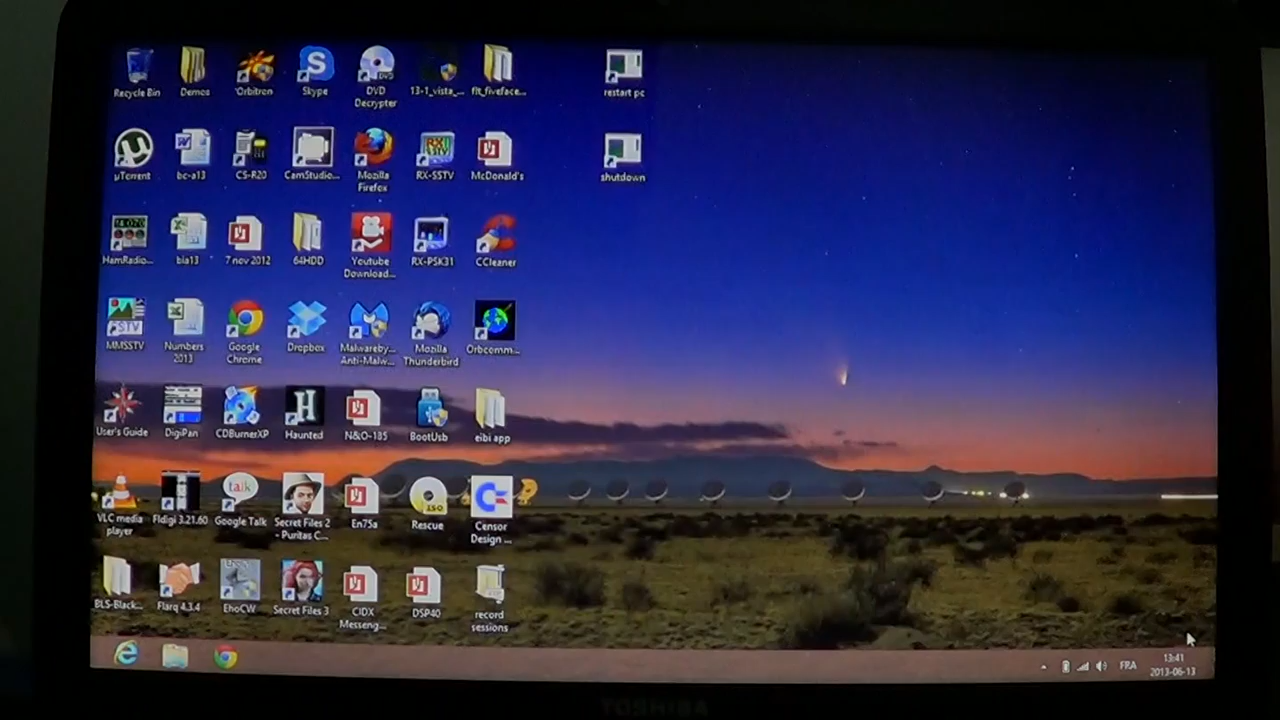 Recycle Bin
Demos
Orbitron
Skype
DVD
Decrypter
13-1_vista_...
flt_fiveface...
restart pc
µTorrent
bc-a13
CS-R20
CamStudio...
Mozilla
Firefox
RX-SSTV
McDonald's
shutdown
HamRadio...
bia13
7 nov 2012
64HDD
Youtube
Download...
RX-PSK31
CCleaner
MMSSTV
Numbers
2013
Google
Chrome
Dropbox
Malwareby...
Anti-Malw...
Mozilla
Thunderbird
Orbcomm...
User's Guide
DigiPan
CDBurnerXP
Haunted
N&O-185
BootUsb
eibi app
VLC media
player
Fldigi 3.21.60
talk
Google Talk
Secret Files 2
- Puritas C...
En75a
Rescue
Censor
Design ...
BLS-Black...
Flarq 4.3.4
EhoCW
Secret Files 3
CIDX
Messeng...
DSP40
record
sessions
FRA
13:41
2013-06-13
TOSHIBA